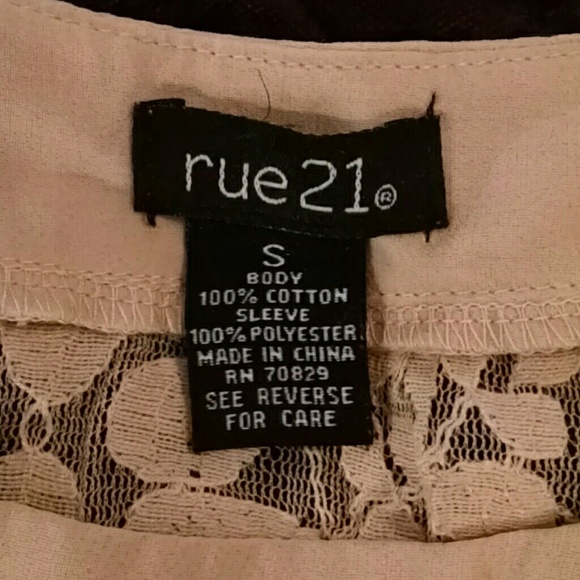 rue21®
S
BODY
100% COTTON
SLEEVE
100% POLYESTER
MADE IN CHINA
RN 70829
SEE REVERSE
FOR CARE